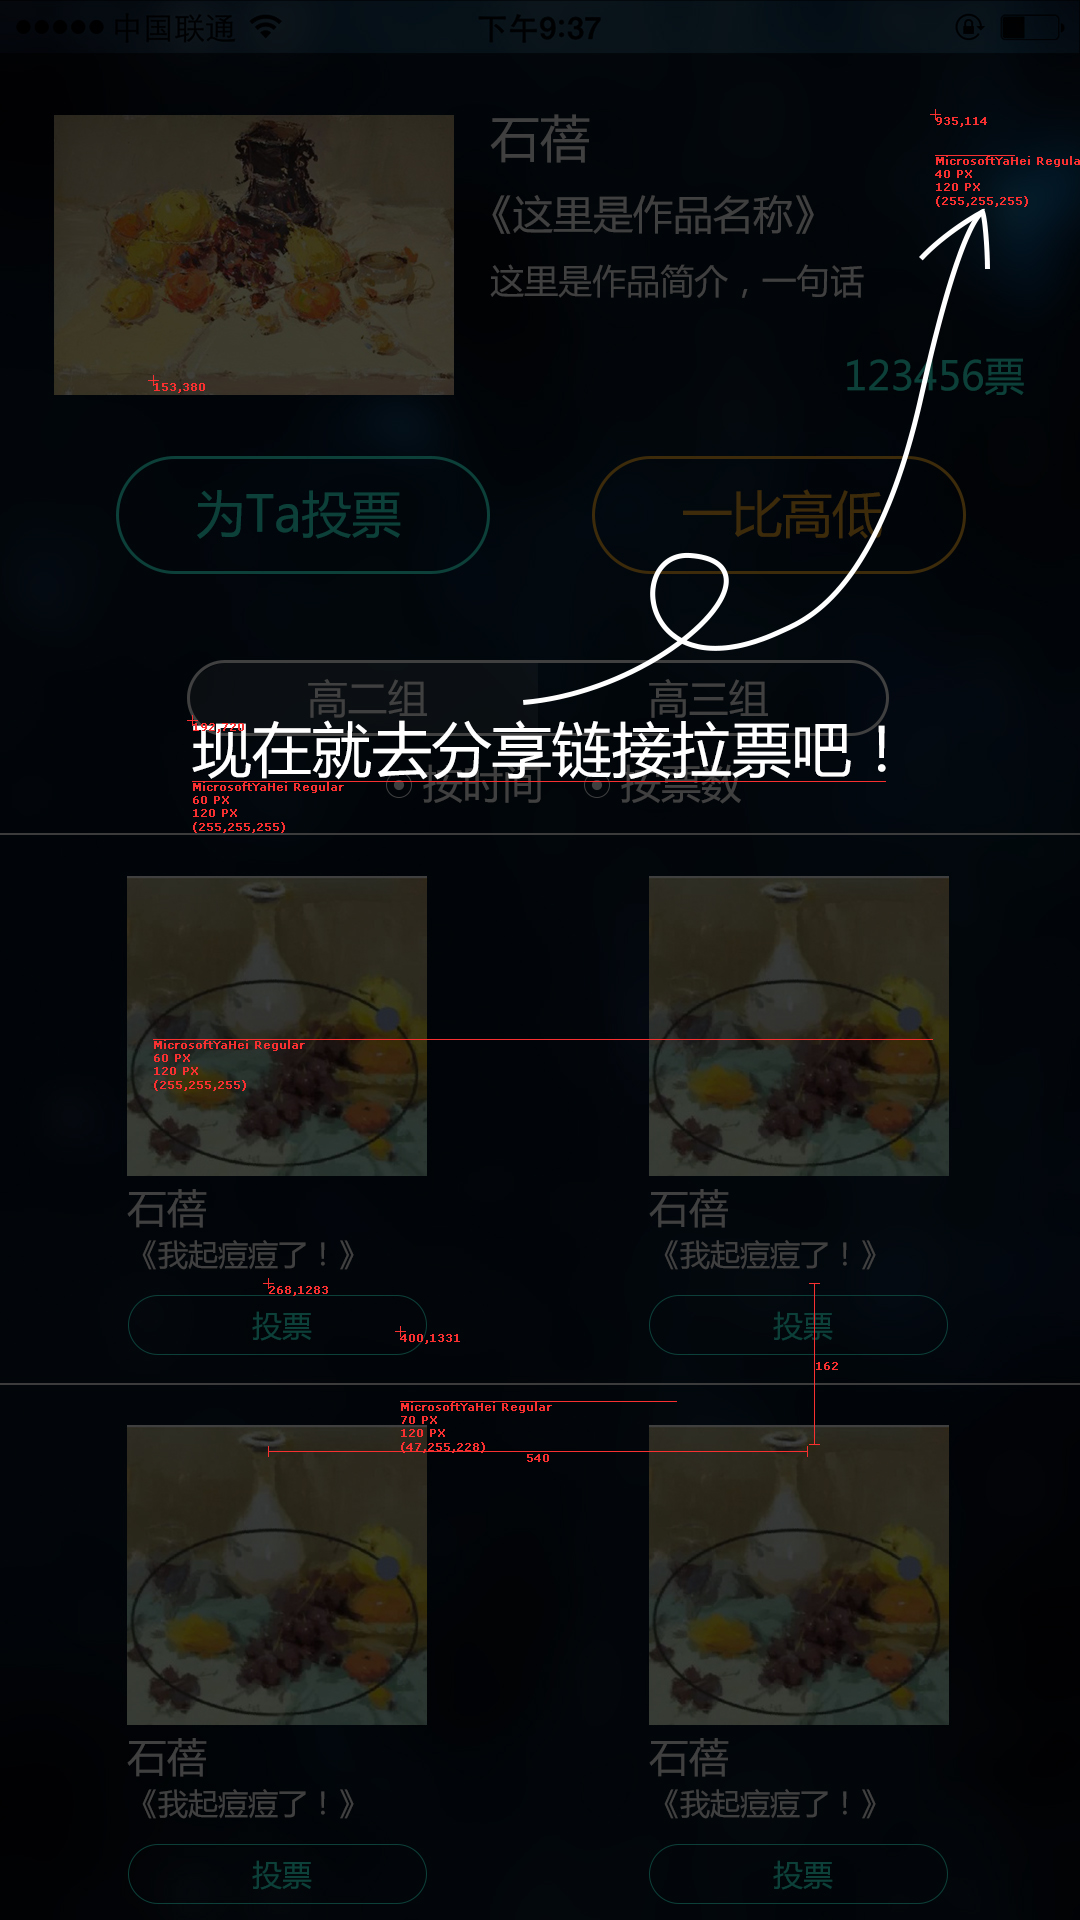 中国联通 下午9:37
石蓓
935,114
《这里是作品名称》
MicrosoftYaHei Regula
40 PX
120 PX
(255,255,255)
这里是作品简介，一句话
123456票
153,380
为Ta投票 一比高低
高二组 高三组
192,720
现在就去分享链接拉票吧！
按时间 按票数
MicrosoftYaHei Regular
60 PX
120 PX
(255,255,255)
MicrosoftYaHei Regular
60 PX
120 PX
(255,255,255)
石蓓 石蓓
《我起痘痘了！》 《我起痘痘了！》
268,1283
投票 投票
400,1331
162
MicrosoftYaHei Regular
70 PX
120 PX
(47,255,228)
540
石蓓 石蓓
《我起痘痘了！》 《我起痘痘了！》
投票 投票